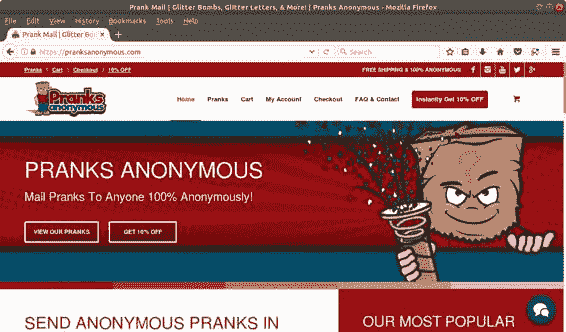 Prank Mail | Glitter Bombs, Glitter Letters, & More! | Pranks Anonymous - Mozilla Firefox
File Edit View History Bookmarks Tools Help
Prank Mail | Glitter Bom
https://pranksanonymous.com
Search
Pranks Cart Checkout / 10% OFF
FREE SHIPPING & 100% ANONYMOUS
Pranks
anonymous
Home Pranks Cart My Account Checkout FAQ & Contact Instantly Get 10% OFF
PRANKS ANONYMOUS
Mail Pranks To Anyone 100% Anonymously!
VIEW OUR PRANKS GET 10% OFF
SEND ANONYMOUS PRANKS IN
OUR MOST POPULAR